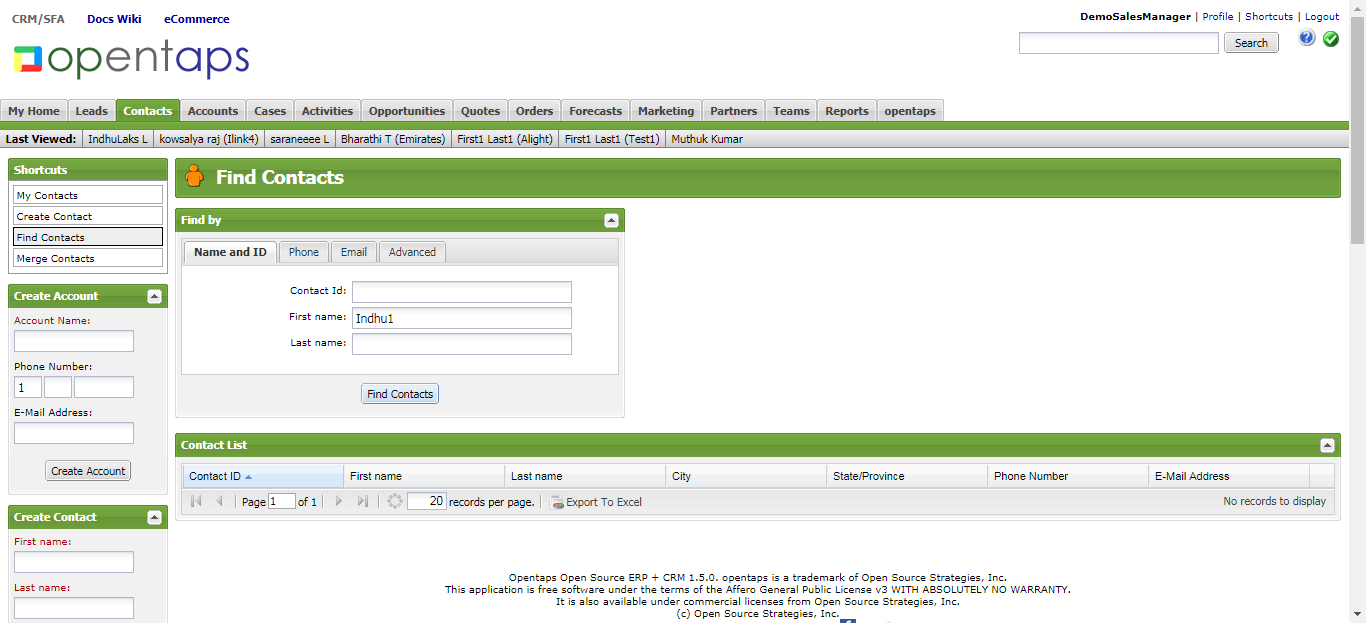 CRM/SFA Docs Wiki eCommerce
DemoSalesManager | Profile | Shortcuts | Logout
opentaps
Search
My Home Leads Contacts Accounts Cases Activities Opportunities Quotes Orders Forecasts Marketing Partners Teams Reports opentaps
Last Viewed: IndhuLaks L kowsalya raj (Ilink4) saraneeee L Bharathi T (Emirates) First1 Last1 (Alight) First1 Last1 (Test1) Muthuk Kumar
Shortcuts
My Contacts
Create Contact
Find Contacts
Merge Contacts
Create Account
Account Name:
Phone Number:
1
E-Mail Address:
Create Account
Create Contact
First name:
Last name:
Find Contacts
Find by
Name and ID Phone Email Advanced
Contact Id:
First name: Indhu1
Last name:
Find Contacts
Contact List
Contact ID First name Last name City State/Province Phone Number E-Mail Address
Page 1 of 1 20 records per page. Export To Excel No records to display
Opentaps Open Source ERP + CRM 1.5.0. opentaps is a trademark of Open Source Strategies, Inc.
This application is free software under the terms of the Affero General Public License v3 WITH ABSOLUTELY NO WARRANTY.
It is also available under commercial licenses from Open Source Strategies, Inc.
(c) Open Source Strategies, Inc.